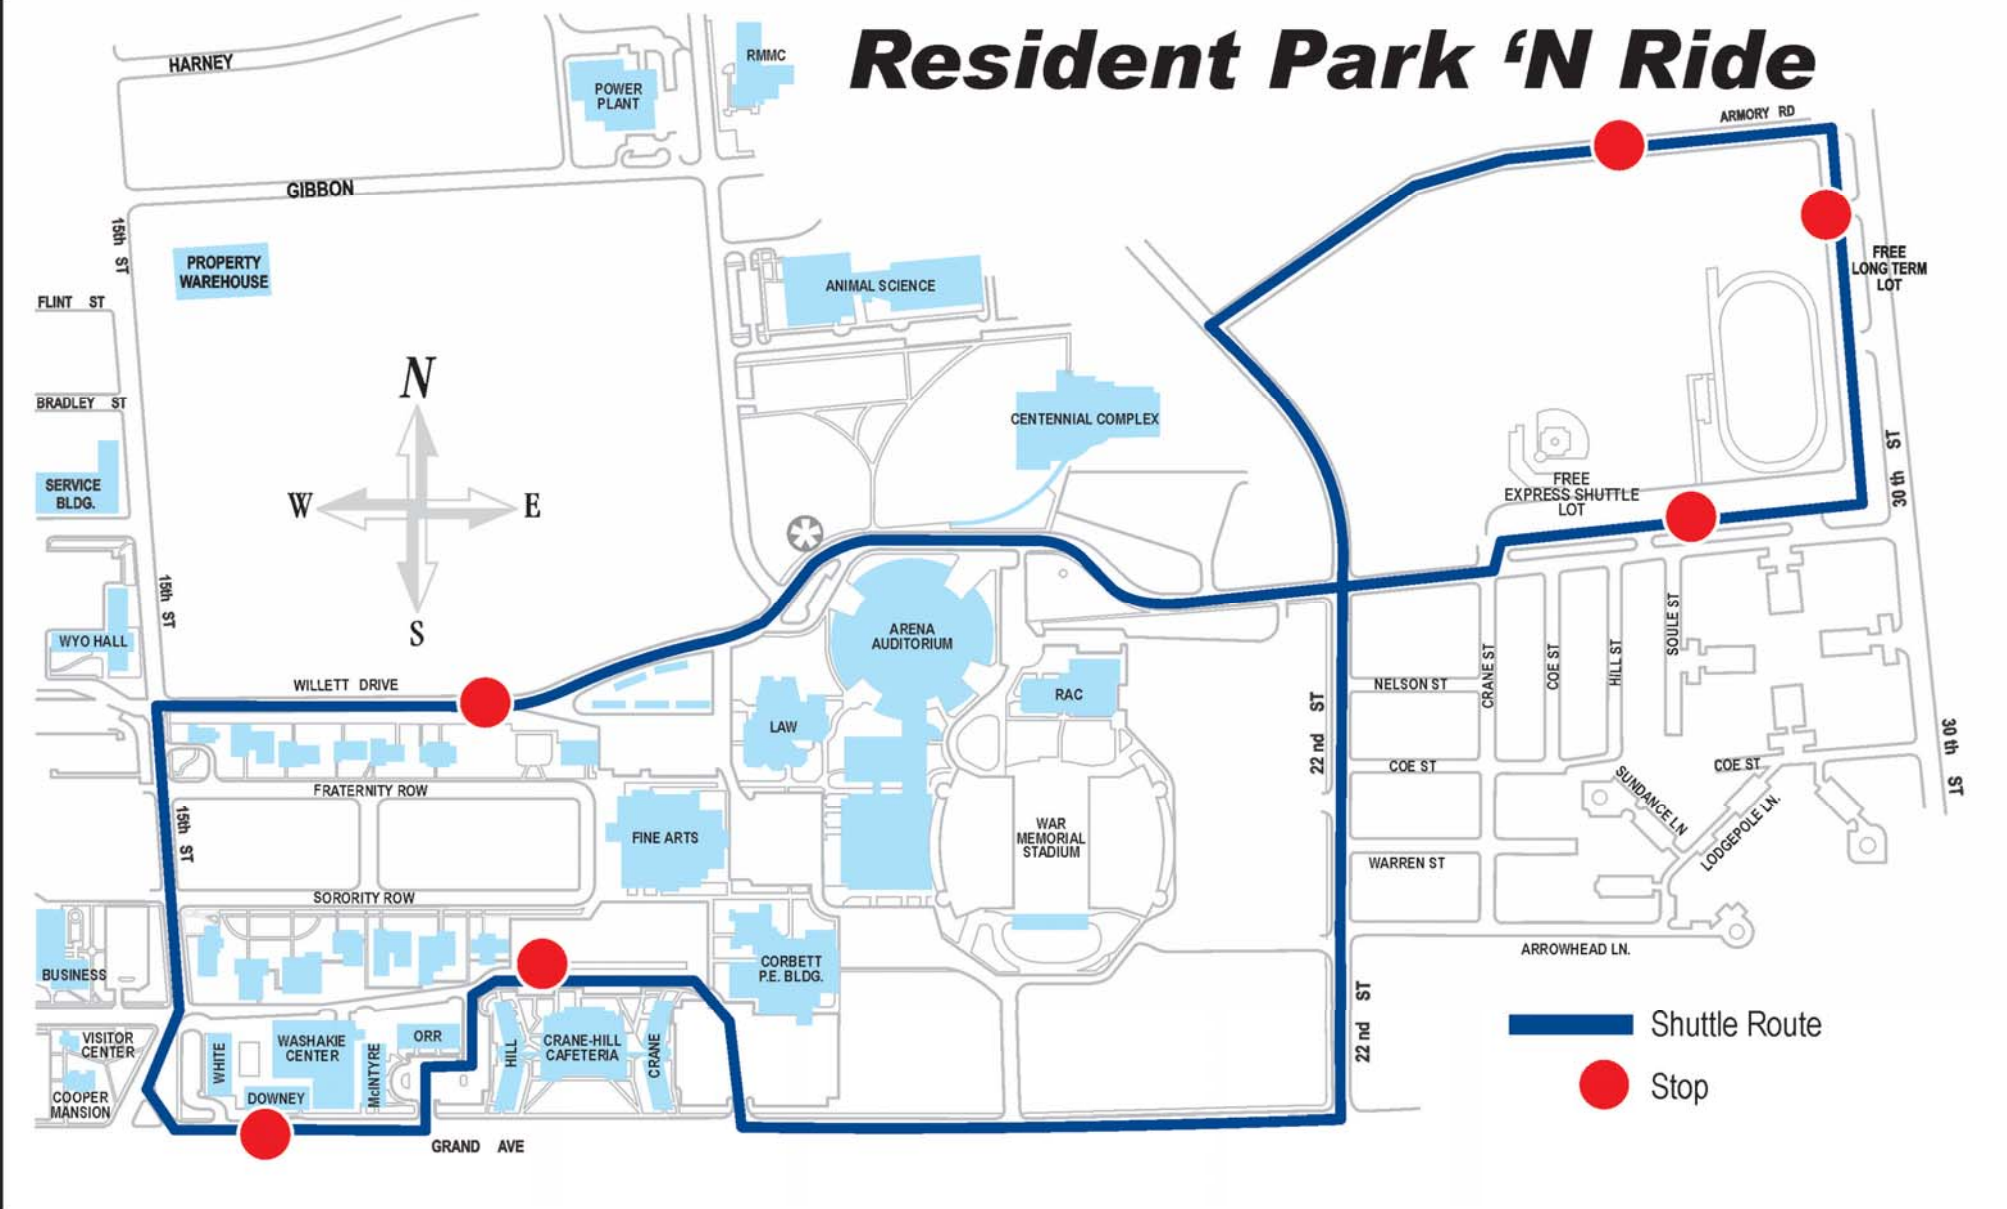 Resident Park ‘N Ride
HARNEY
POWER
PLANT
RMMC
ARMORY RD
GIBBON
15th ST
PROPERTY
WAREHOUSE
ANIMAL SCIENCE
FREE
LONG TERM
LOT
FLINT ST
BRADLEY ST
N
W
E
S
CENTENNIAL COMPLEX
SERVICE
BLDG.
FREE
EXPRESS SHUTTLE
LOT
30 th ST
15th ST
WYO HALL
ARENA
AUDITORIUM
SOULE ST
HILL ST
COE ST
CRANE ST
NELSON ST
WILLETT DRIVE
RAC
LAW
22 nd ST
30 th ST
COE ST
COE ST
SUNDANCE LN
LODGEPOLE LN.
FRATERNITY ROW
15th ST
FINE ARTS
WAR
MEMORIAL
STADIUM
WARREN ST
SORORITY ROW
ARROWHEAD LN.
BUSINESS
CORBETT
P.E. BLDG.
22 nd ST
Shuttle Route
Stop
VISITOR
CENTER
COOPER
MANSION
WHITE
WASHAKIE
CENTER
DOWNEY
McINTYRE
ORR
HILL
CRANE-HILL
CAFETERIA
CRANE
GRAND AVE